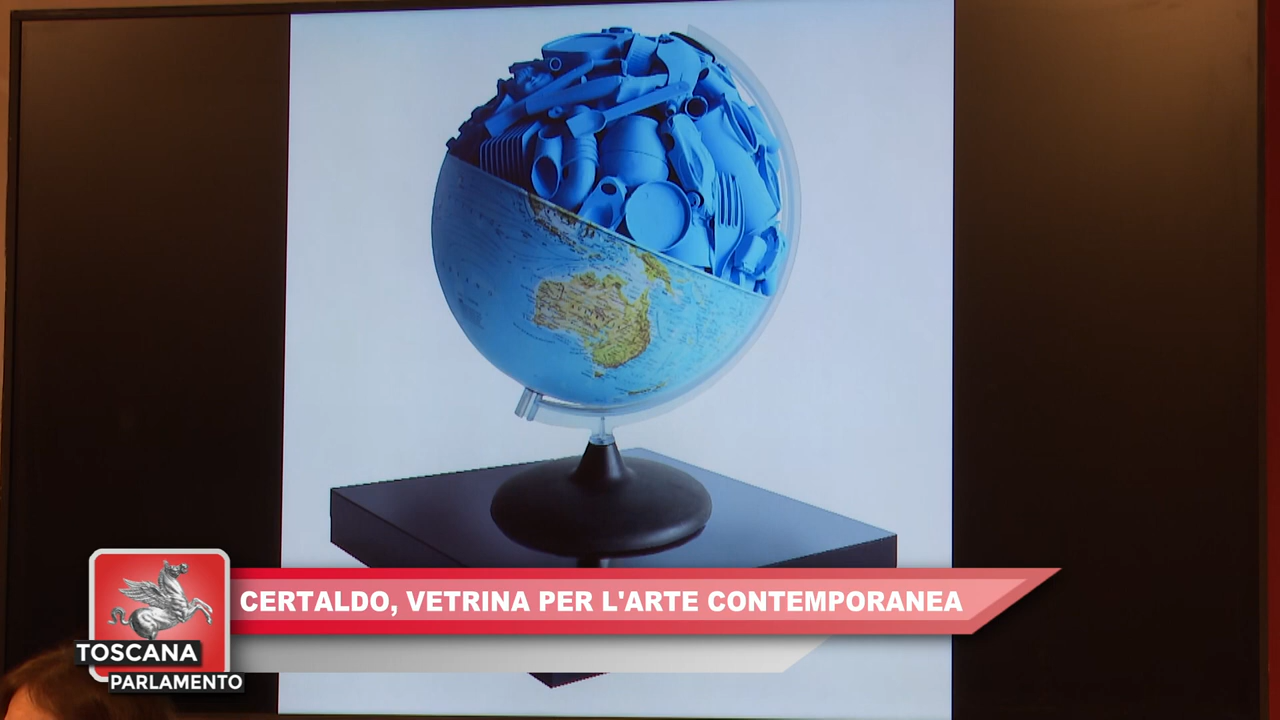 CERTALDO, VETRINA PER L'ARTE CONTEMPORANEA
TOSCANA
PARLAMENTO